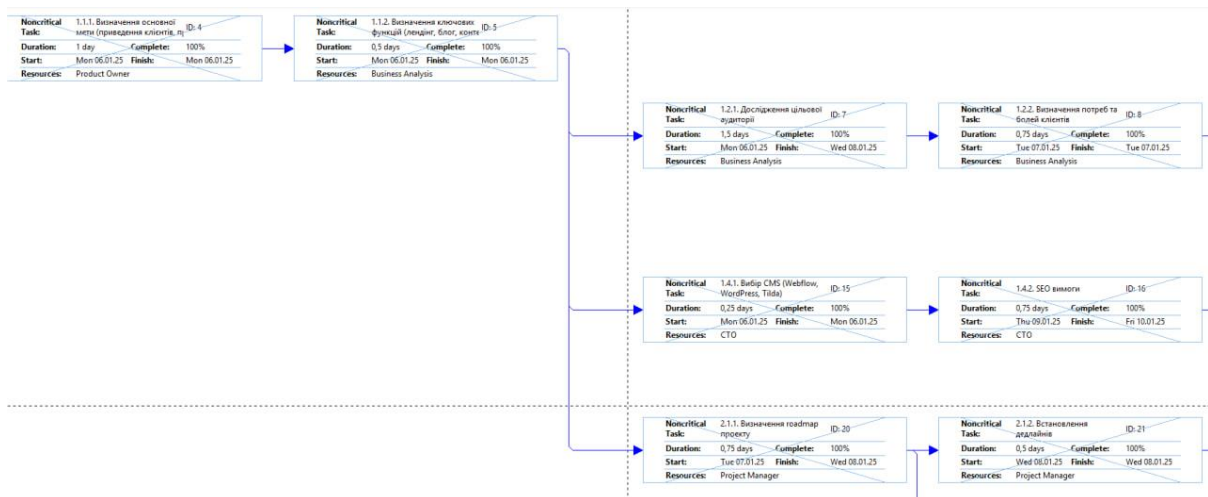 Noncritical Task: 1.1.1. Визначення основної мети (приведення клієнтів, п ID: 4
Duration: 1 day Complete: 100%
Start: Mon 06.01.25 Finish: Mon 06.01.25
Resources: Product Owner
Noncritical Task: 1.1.2. Визначення ключових функцій (лендінг, блог, конте ID: 5
Duration: 0,5 days Complete: 100%
Start: Mon 06.01.25 Finish: Mon 06.01.25
Resources: Business Analysis
Noncritical Task: 1.2.1. Дослідження цільової аудиторії ID: 7
Duration: 1,5 days Complete: 100%
Start: Mon 06.01.25 Finish: Wed 08.01.25
Resources: Business Analysis
Noncritical Task: 1.2.2. Визначення потреб та болей клієнтів ID: 8
Duration: 0,75 days Complete: 100%
Start: Tue 07.01.25 Finish: Tue 07.01.25
Resources: Business Analysis
Noncritical Task: 1.4.1. Вибір CMS (Webflow, WordPress, Tilda) ID: 15
Duration: 0,25 days Complete: 100%
Start: Mon 06.01.25 Finish: Mon 06.01.25
Resources: CTO
Noncritical Task: 1.4.2. SEO вимоги ID: 16
Duration: 0,75 days Complete: 100%
Start: Thu 09.01.25 Finish: Fri 10.01.25
Resources: CTO
Noncritical Task: 2.1.1. Визначення roadmap проекту ID: 20
Duration: 0,75 days Complete: 100%
Start: Tue 07.01.25 Finish: Wed 08.01.25
Resources: Project Manager
Noncritical Task: 2.1.2. Встановлення дедлайнів ID: 21
Duration: 0,5 days Complete: 100%
Start: Wed 08.01.25 Finish: Wed 08.01.25
Resources: Project Manager